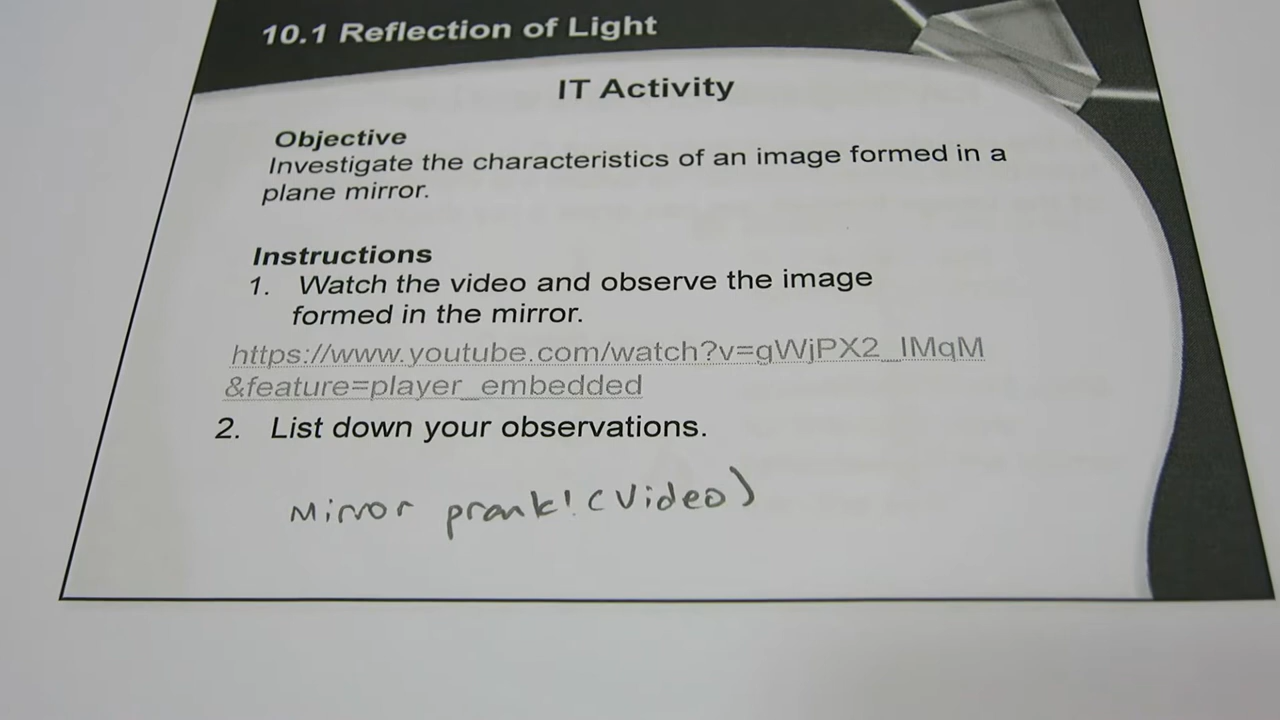 10.1 Reflection of Light
IT Activity
Objective
Investigate the characteristics of an image formed in a
plane mirror.
Instructions
1. Watch the video and observe the image
formed in the mirror.
https://www.youtube.com/watch?v=gWjPX2_IMqM
&feature=player_embedded
2. List down your observations.
Mirror prank! (Video)